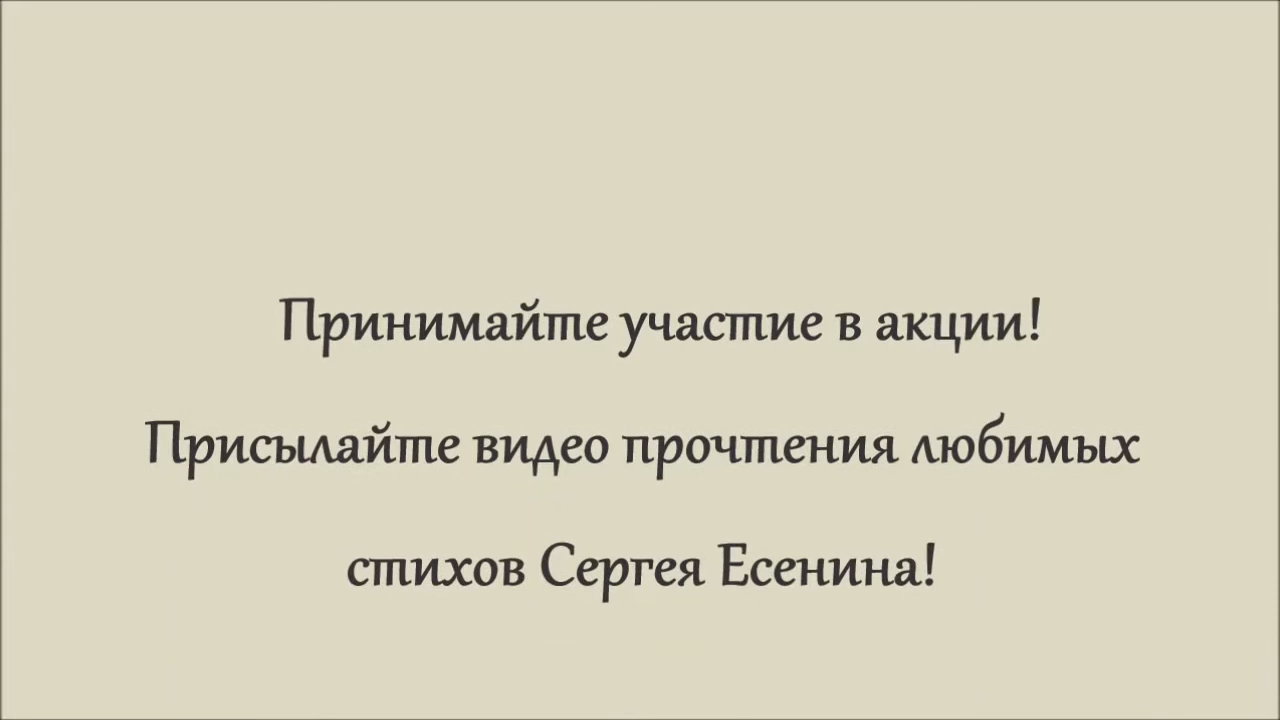 Принимайте участие в акции!
Присылайте видео прочтения любимых
стихов Сергея Есенина!